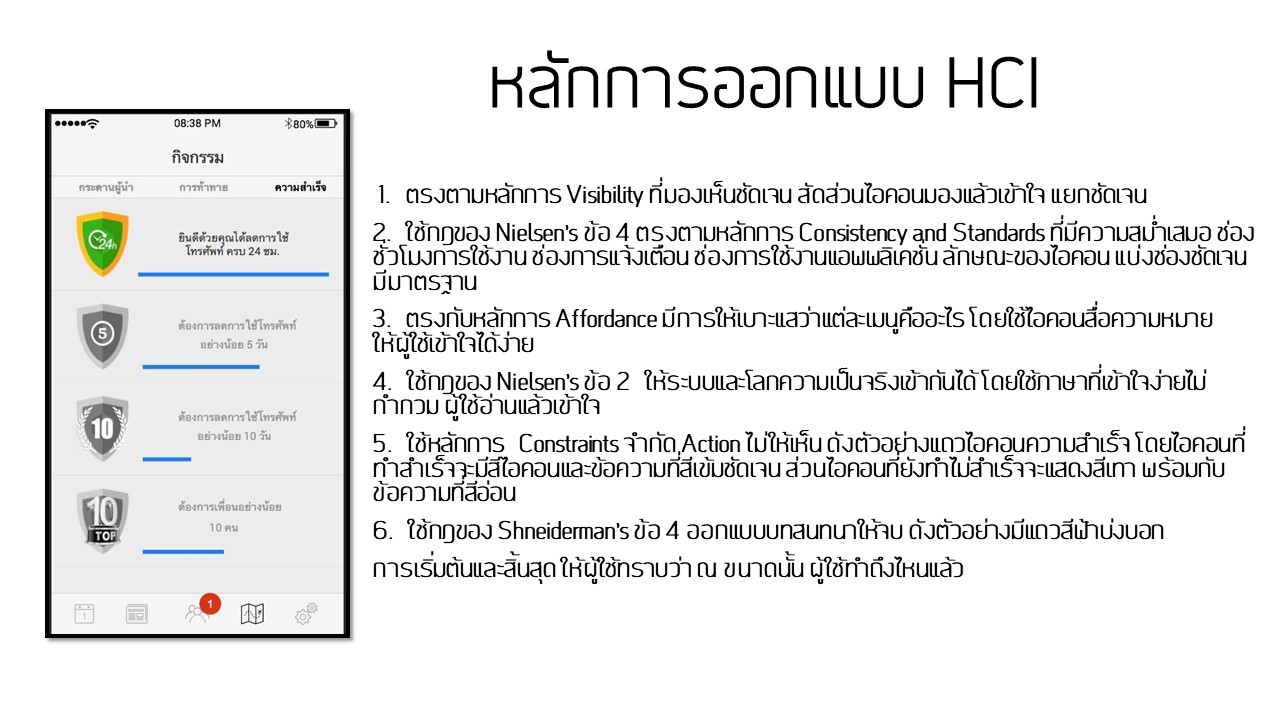 หลักการออกแบบ HCI
08:38 PM
80%
กิจกรรม
กระดานผู้นำ
การท้าทาย
ความสำเร็จ
24h
ยินดีด้วยคุณได้ลดการใช้
โทรศัพท์ ครบ 24 ชม.
5
ต้องการลดการใช้โทรศัพท์
อย่างน้อย 5 วัน
10
ต้องการลดการใช้โทรศัพท์
อย่างน้อย 10 วัน
10
TOP
ต้องการเพื่อนอย่างน้อย
10 คน
1
1
1. ตรงตามหลักการ Visibility ที่มองเห็นชัดเจน สัดส่วนไอคอนมองแล้วเข้าใจ แยกชัดเจน
2. ใช้กฎของ Nielsen's ข้อ 4 ตรงตามหลักการ Consistency and Standards ที่มีความสม่ำเสมอ ช่อง
ชั่วโมงการใช้งาน ช่องการแจ้งเตือน ช่องการใช้งานแอพพลิเคชั่น ลักษณะของไอคอน แบ่งช่องชัดเจน
มีมาตรฐาน
3. ตรงกับหลักการ Affordance มีการให้เบาะแสว่าแต่ละเมนูคืออะไร โดยใช้ไอคอนสื่อความหมาย
ให้ผู้ใช้เข้าใจได้ง่าย
4. ใช้กฎของ Nielsen's ข้อ 2 ให้ระบบและโลกความเป็นจริงเข้ากันได้ โดยใช้ภาษาที่เข้าใจง่ายไม่
กำกวม ผู้ใช้อ่านแล้วเข้าใจ
5. ใช้หลักการ Constraints จำกัด Action ไม่ให้เห็น ดังตัวอย่างแถวไอคอนความสำเร็จ โดยไอคอนที่
ทำสำเร็จจะมีสีไอคอนและข้อความที่สีเข้มชัดเจน ส่วนไอคอนที่ยังทำไม่สำเร็จจะแสดงสีเทา พร้อมกับ
ข้อความที่สีอ่อน
6. ใช้กฎของ Shneiderman's ข้อ 4 ออกแบบบทสนทนาให้จบ ดังตัวอย่างมีแถวสีฟ้าบ่งบอก
การเริ่มต้นและสิ้นสุด ให้ผู้ใช้ทราบว่า ณ ขนาดนั้น ผู้ใช้ทำถึงไหนแล้ว